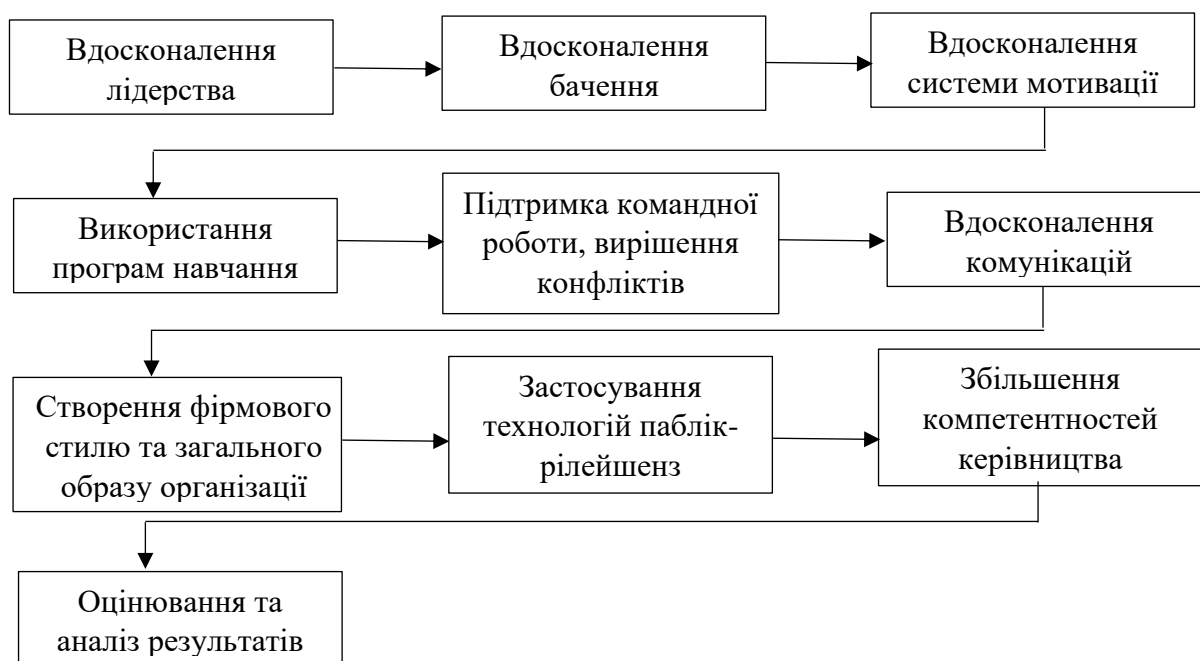 Вдосконалення
лідерства
Вдосконалення
бачення
Вдосконалення
системи мотивації
Використання
програм навчання
Підтримка командної
роботи, вирішення
конфліктів
Вдосконалення
комунікацій
Створення фірмового
стилю та загального
образу організації
Застосування
технологій паблік-
рілейшенз
Збільшення
компетентностей
керівництва
Оцінювання та
аналіз результатів